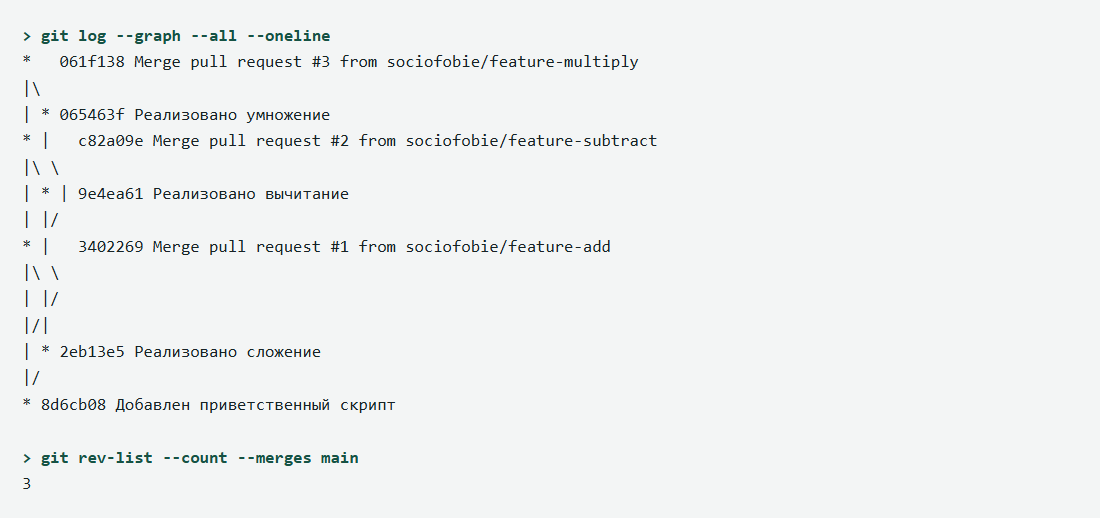 > git log --graph --all --oneline
*   061f138 Merge pull request #3 from sociofobie/feature-multiply
|\
| * 065463f Реализовано умножение
* |   c82a09e Merge pull request #2 from sociofobie/feature-subtract
|\ \
| * | 9e4ea61 Реализовано вычитание
| |/
* |   3402269 Merge pull request #1 from sociofobie/feature-add
|\ \
| |/
|/|
| * 2eb13e5 Реализовано сложение
|/
* 8d6cb08 Добавлен приветственный скрипт
> git rev-list --count --merges main
3